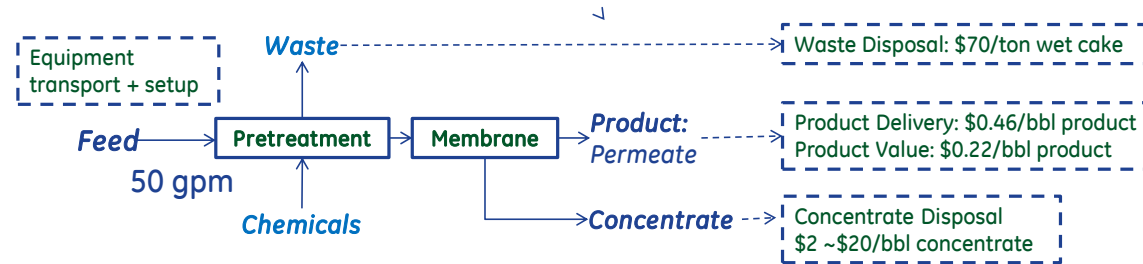 Waste
Waste Disposal: $70/ton wet cake
Equipment
transport + setup
Feed
Pretreatment
Membrane
Product:
Permeate
Product Delivery: $0.46/bbl product
Product Value: $0.22/bbl product
50 gpm
Chemicals
Concentrate
Concentrate Disposal
$2 ~$20/bbl concentrate